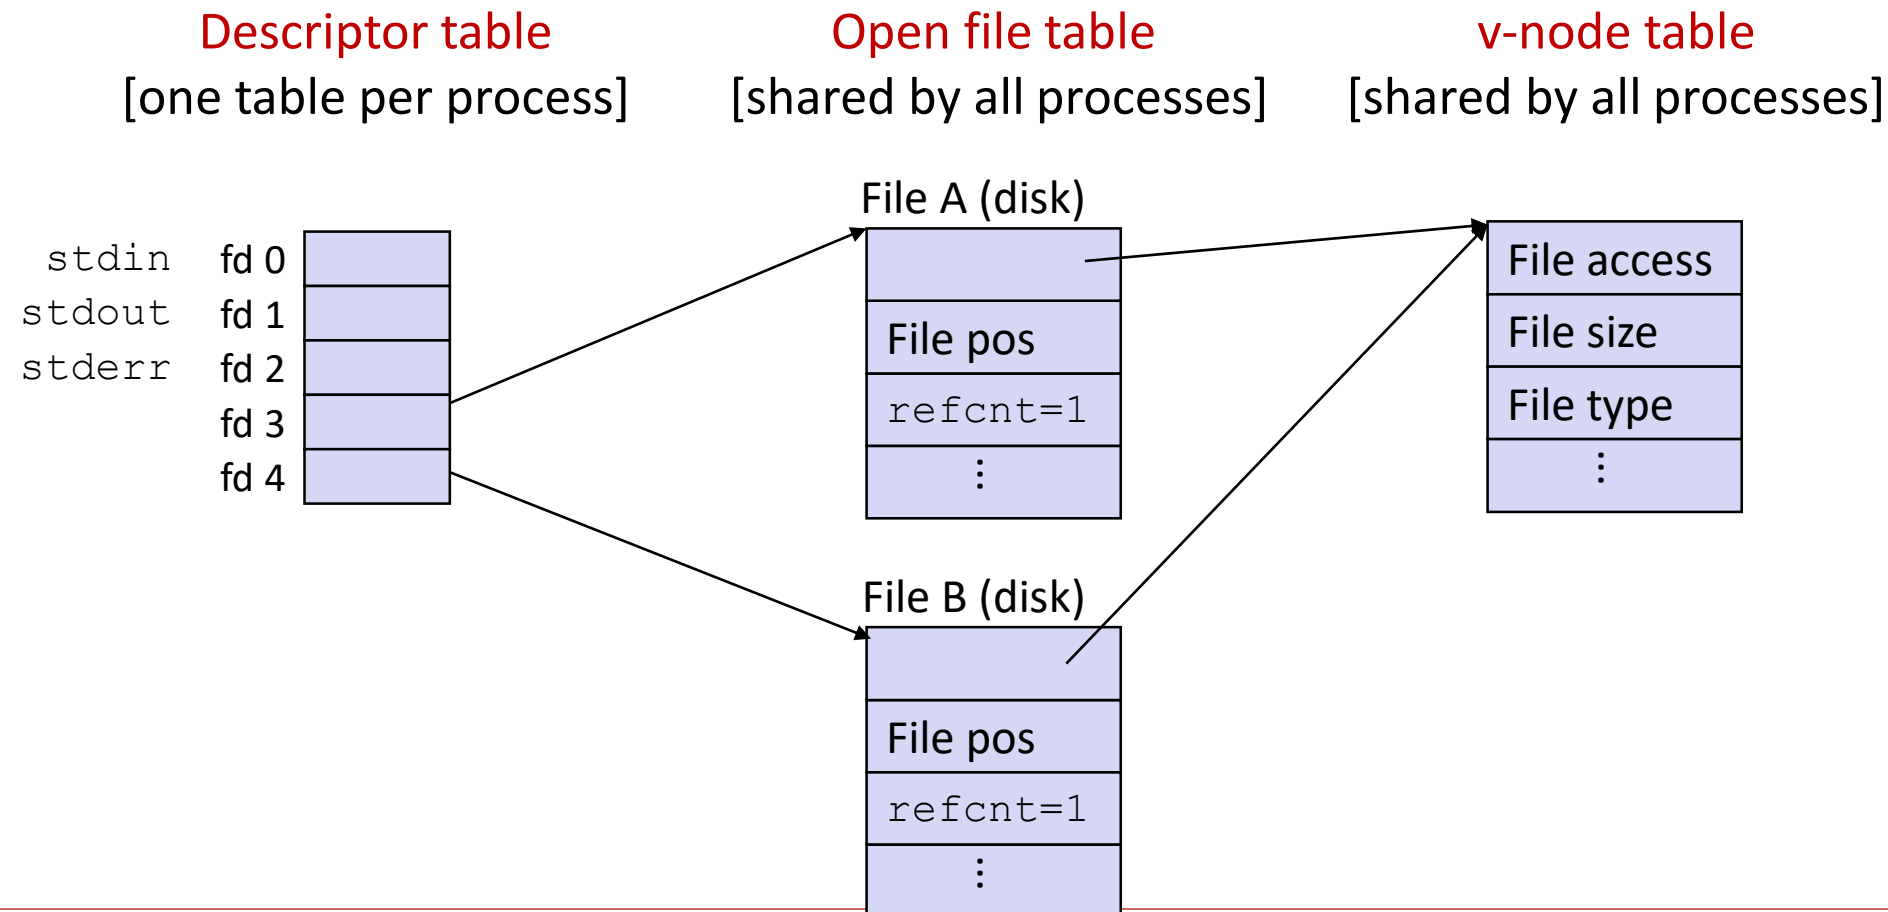 Descriptor table
[one table per process]
Open file table
[shared by all processes]
v-node table
[shared by all processes]
stdin fd 0
stdout fd 1
stderr fd 2
fd 3
fd 4
File A (disk)
File pos
refcnt=1
⋮
File B (disk)
File pos
refcnt=1
⋮
File access
File size
File type
⋮